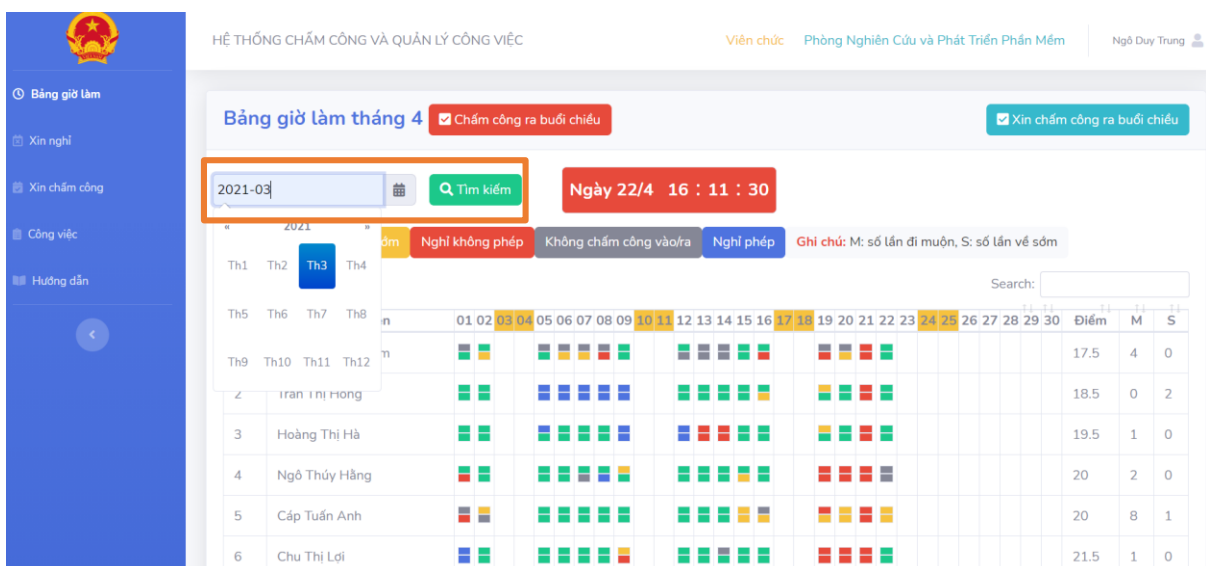 HỆ THỐNG CHẤM CÔNG VÀ QUẢN LÝ CÔNG VIỆC Viên chức Phòng Nghiên Cứu và Phát Triển Phần Mềm Ngô Duy Trung
Bảng giờ làm
Xin nghỉ
Xin chấm công
Công việc
Hướng dẫn
Bảng giờ làm tháng 4 Chấm công ra buổi chiều Xin chấm công ra buổi chiều
2021-03 Tìm kiếm Ngày 22/4 16 : 11 : 30
« 2021 »
Th1 Th2 Th3 Th4
Th5 Th6 Th7 Th8
Th9 Th10 Th11 Th12
Nghỉ không phép Không chấm công vào/ra Nghỉ phép Ghi chú: M: số lần đi muộn, S: số lần về sớm
Search:
01 02 03 04 05 06 07 08 09 10 11 12 13 14 15 16 17 18 19 20 21 22 23 24 25 26 27 28 29 30 Điểm M S
17.5 4 0
2 Trần Thị Hồng 18.5 0 2
3 Hoàng Thị Hà 19.5 1 0
4 Ngô Thúy Hằng 20 2 0
5 Cáp Tuấn Anh 20 8 1
6 Chu Thị Lợi 21.5 1 0